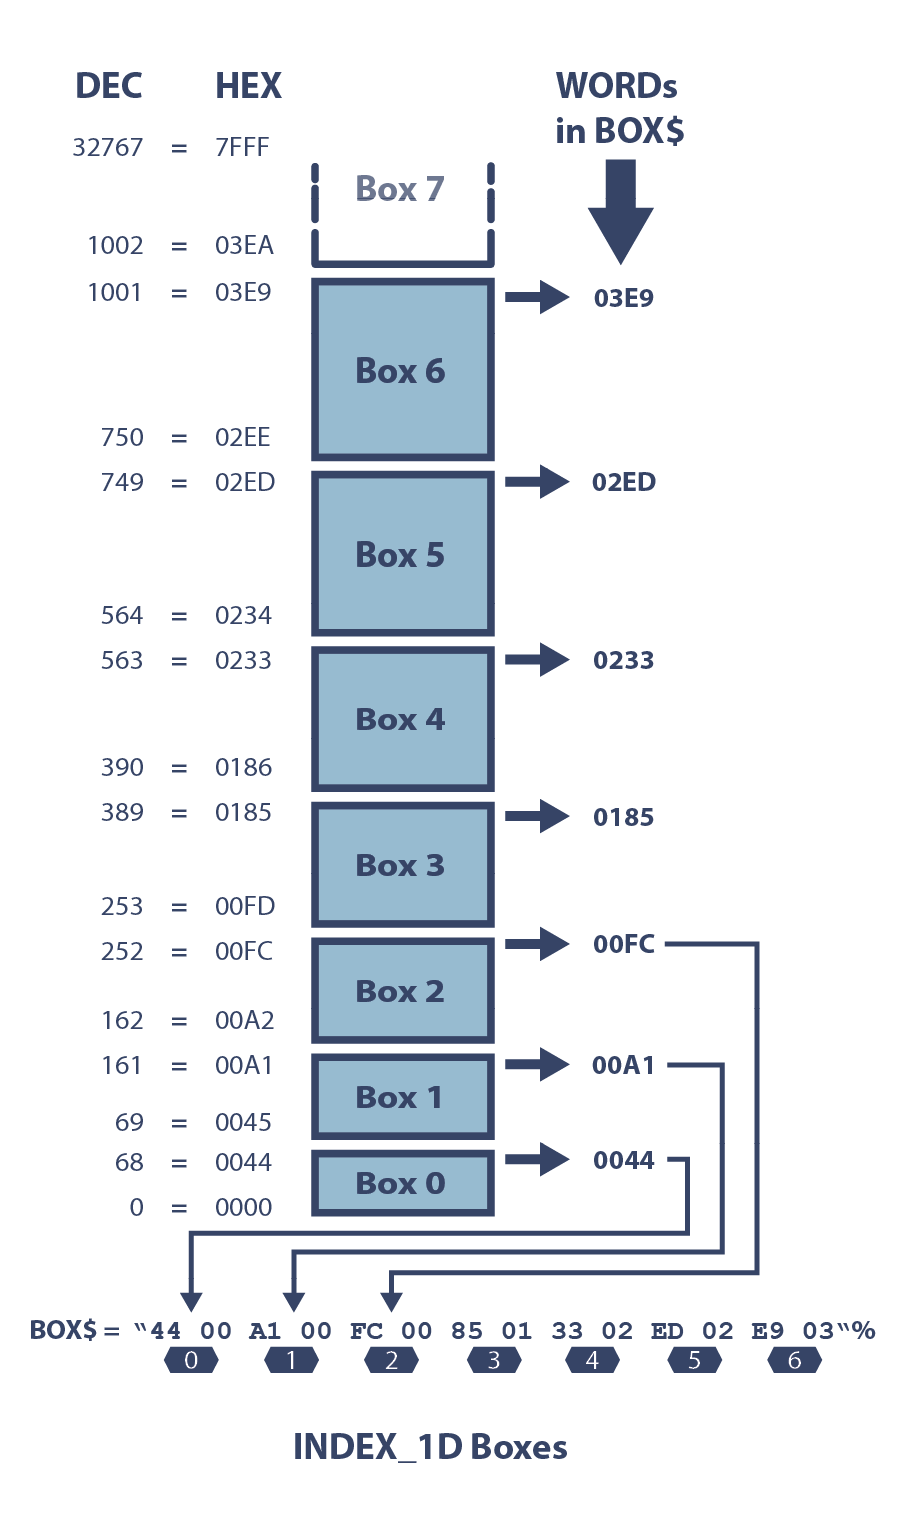 DEC HEX WORDs
in BOX$
32767 = 7FFF
Box 7
1002 = 03EA
1001 = 03E9 03E9
Box 6
750 = 02EE
749 = 02ED 02ED
Box 5
564 = 0234
563 = 0233 0233
Box 4
390 = 0186
389 = 0185 0185
Box 3
253 = 00FD
252 = 00FC 00FC
Box 2
162 = 00A2
161 = 00A1 00A1
Box 1
69 = 0045
68 = 0044 0044
Box 0
0 = 0000
BOX$ = “44 00 A1 00 FC 00 85 01 33 02 ED 02 E9 03“%
0 1 2 3 4 5 6
INDEX_1D Boxes